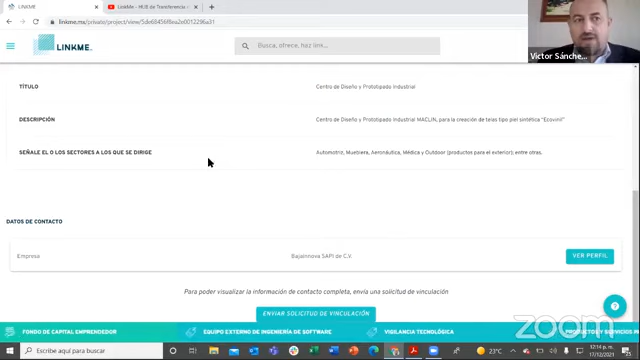 LINKME
LinkMe - HUB de Transferencia
linkme.mx/private/project/view/5de68456f8ea2e0012296a31
LINKME.
Busca, ofrece, haz link...
Victor Sánche...
TÍTULO
Centro de Diseño y Prototipado Industrial
DESCRIPCIÓN
Centro de Diseño y Prototipado Industrial MACLIN, para la creación de telas tipo piel sintética "Ecovinil"
SEÑALE EL O LOS SECTORES A LOS QUE SE DIRIGE
Automotriz, Mueblera, Aeronáutica, Médica y Outdoor (productos para el exterior); entre otras.
DATOS DE CONTACTO
Empresa
BajaInnova SAPI de C.V.
VER PERFIL
Para poder visualizar la información de contacto completa, envía una solicitud de vinculación
ENVIAR SOLICITUD DE VINCULACIÓN
FONDO DE CAPITAL EMPRENDEDOR
EQUIPO EXTERNO DE INGENIERÍA DE SOFTWARE
VIGILANCIA TECNOLÓGICA
PRODUCTOS Y SERVICIOS
zoom
Escribe aquí para buscar
23°C
12:14 p. m.
17/12/2021